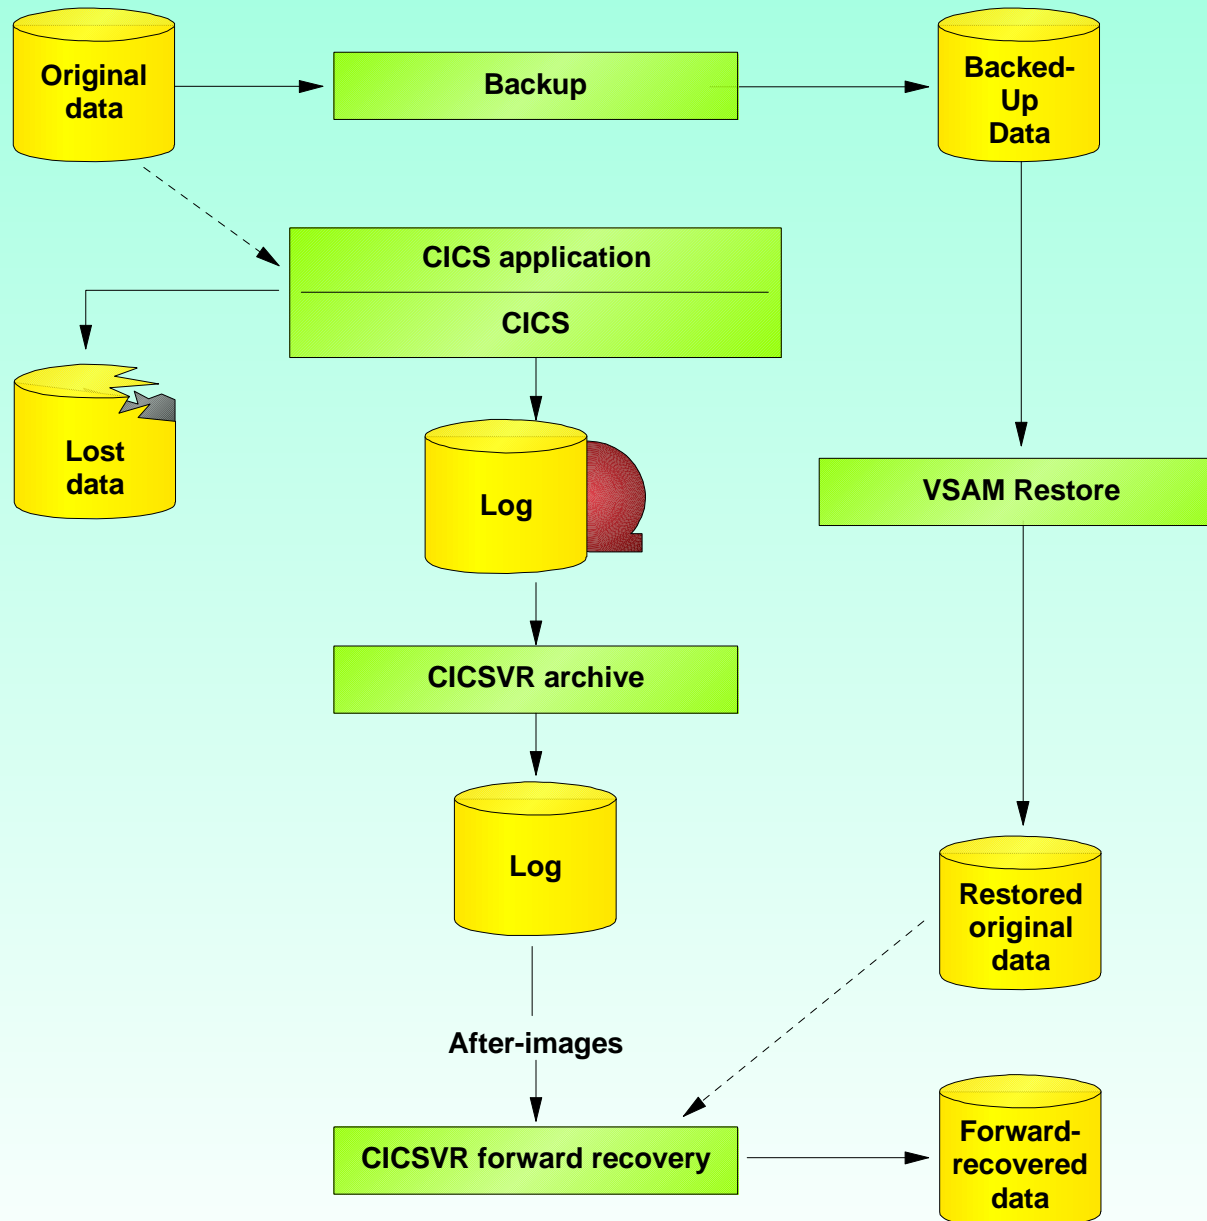 Original
data
Backup
Backed-
Up
Data
CICS application
CICS
Lost
data
Log
VSAM Restore
CICSVR archive
Log
Restored
original
data
After-images
CICSVR forward recovery
Forward-
recovered
data